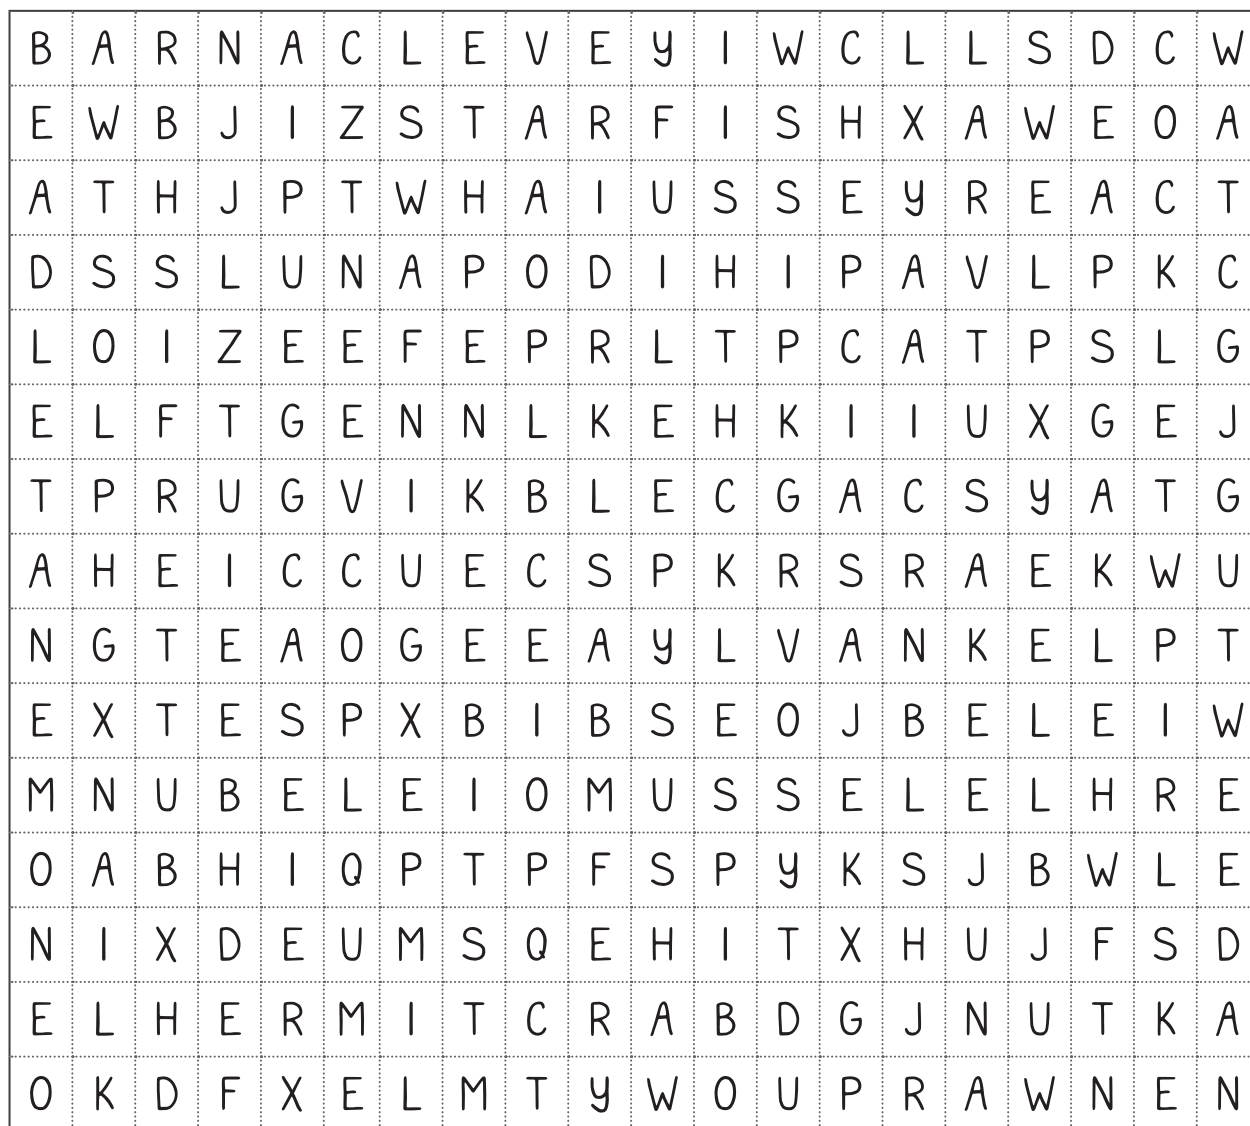 B A R N A C L E V E Y I W C L L S D C W
E W B J I Z S T A R F I S H X A W E O A
A T H J P T W H A I U S S E Y R E A C T
D S S L U N A P O D I H I P A V L P K C
L O I Z E E F E P R L T P C A T P S L G
E L F T G E N N L K E H K I I U X G E J
T P R U G V I K B L E C G A C S Y A T G
A H E I C C U E C S P K R S R A E K W U
N G T E A O G E E A Y L V A N K E L P T
E X T E S P X B I B S E O J B E L E I W
M N U B E L E I O M U S S E L E L H R E
O A B H I Q P T P F S P Y K S J B W L E
N I X D E U M S Q E H I T X H U J F S D
E L H E R M I T C R A B D G J N U T K A
O K D F X E L M T Y W O U P R A W N E N